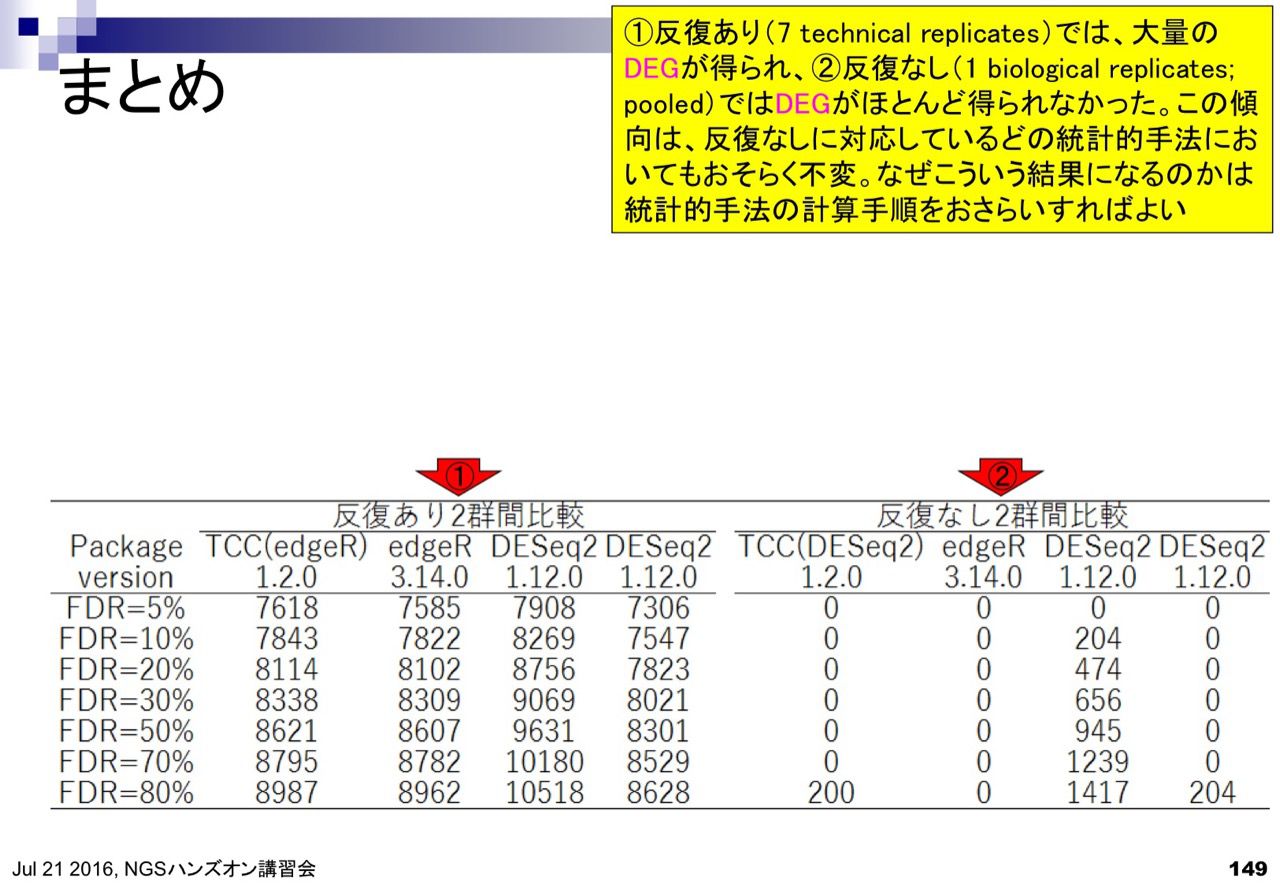 まとめ
①反復あり(7 technical replicates)では、大量の
DEGが得られ、②反復なし(1 biological replicates;
pooled)ではDEGがほとんど得られなかった。この傾
向は、反復なしに対応しているどの統計的手法にお
いてもおそらく不変。なぜこういう結果になるのかは
統計的手法の計算手順をおさらいすればよい
① ②
反復あり2群間比較 反復なし2群間比較
Package TCC(edgeR) edgeR DESeq2 DESeq2 TCC(DESeq2) edgeR DESeq2 DESeq2
version 1.2.0 3.14.0 1.12.0 1.12.0 1.2.0 3.14.0 1.12.0 1.12.0
FDR=5% 7618 7585 7908 7306 0 0 0 0
FDR=10% 7843 7822 8269 7547 0 0 204 0
FDR=20% 8114 8102 8756 7823 0 0 474 0
FDR=30% 8338 8309 9069 8021 0 0 656 0
FDR=50% 8621 8607 9631 8301 0 0 945 0
FDR=70% 8795 8782 10180 8529 0 0 1239 0
FDR=80% 8987 8962 10518 8628 200 0 1417 204
Jul 21 2016, NGSハンズオン講習会 149